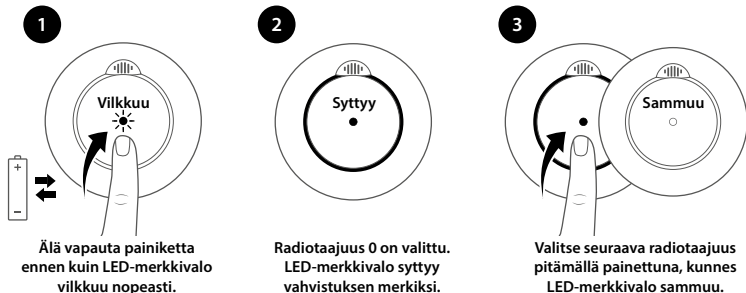 1
Vilkkuu
+
–
Älä vapauta painiketta
ennen kuin LED-merkkivalo
vilkkuu nopeasti.
2
Syttyy
Radiotaajuus 0 on valittu.
LED-merkkivalo syttyy
vahvistuksen merkiksi.
3
Sammuu
Valitse seuraava radiotaajuus
pitämällä painettuna, kunnes
LED-merkkivalo sammuu.